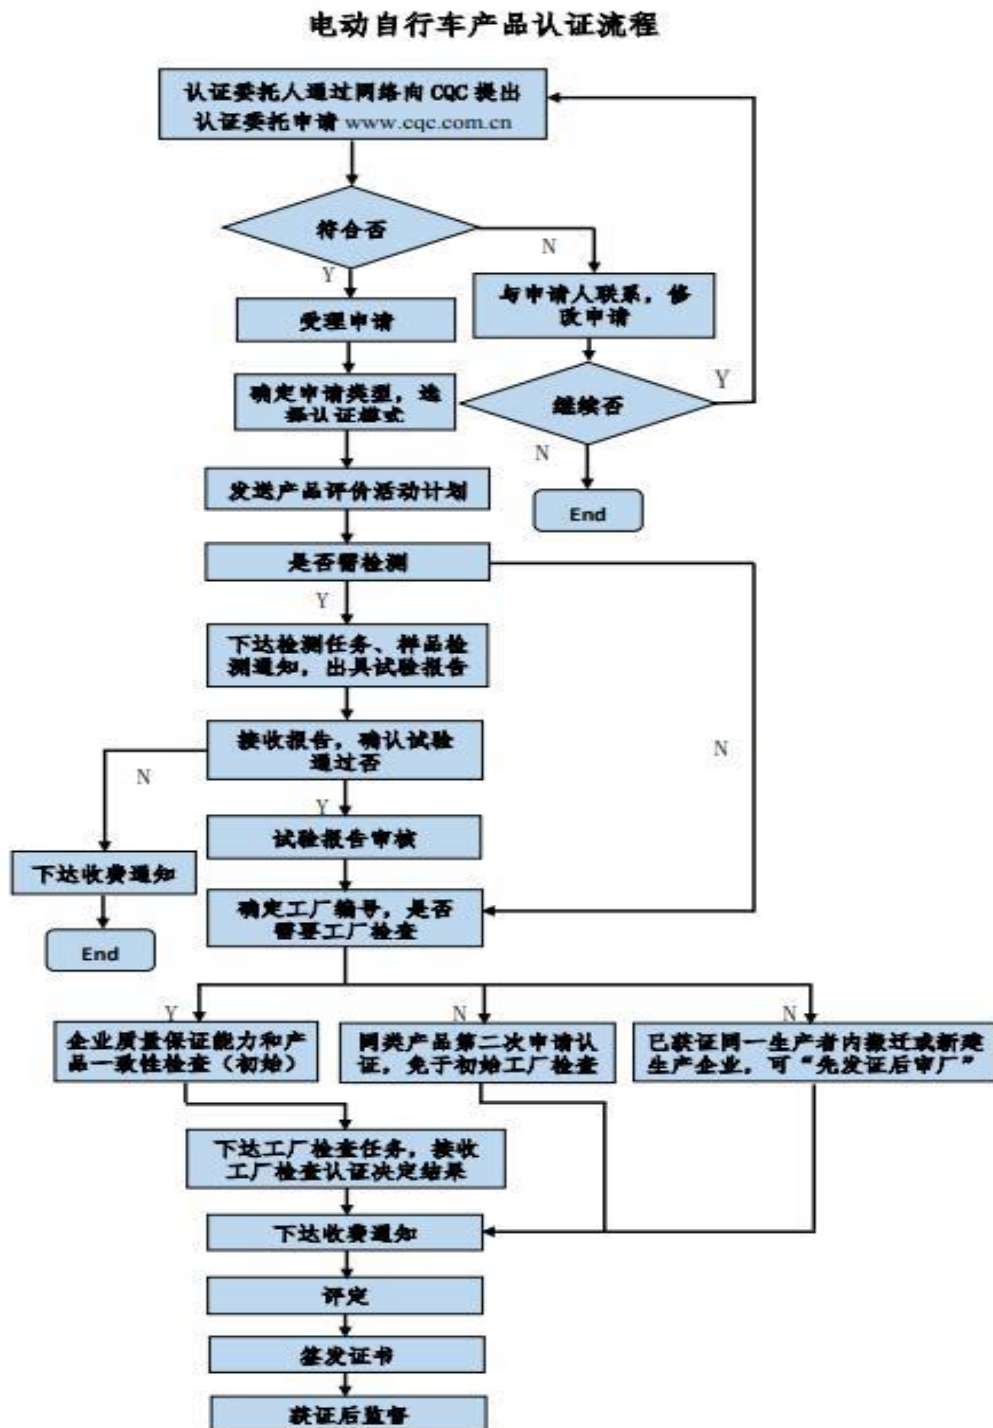 电动自行车产品认证流程
认证委托人通过网络向 CQC 提出
认证委托申请 www.cqc.com.cn
符合否
N
Y
与申请人联系，修
改申请
受理申请
Y
确定申请类型，选
择认证模式
继续否
N
发送产品评价活动计划
End
是否需检测
Y
下达检测任务、样品检
测通知，出具试验报告
接收报告，确认试验
通过否
N
N
Y
试验报告审核
下达收费通知
确定工厂编号，是否
需要工厂检查
End
Y
N
N
企业质量保证能力和产
品一致性检查（初始）
同类产品第二次申请认
证，免于初始工厂检查
已获证同一生产者内搬迁或新建
生产企业，可“先发证后审厂”
下达工厂检查任务，接收
工厂检查认证决定结果
下达收费通知
评定
签发证书
获证后监督